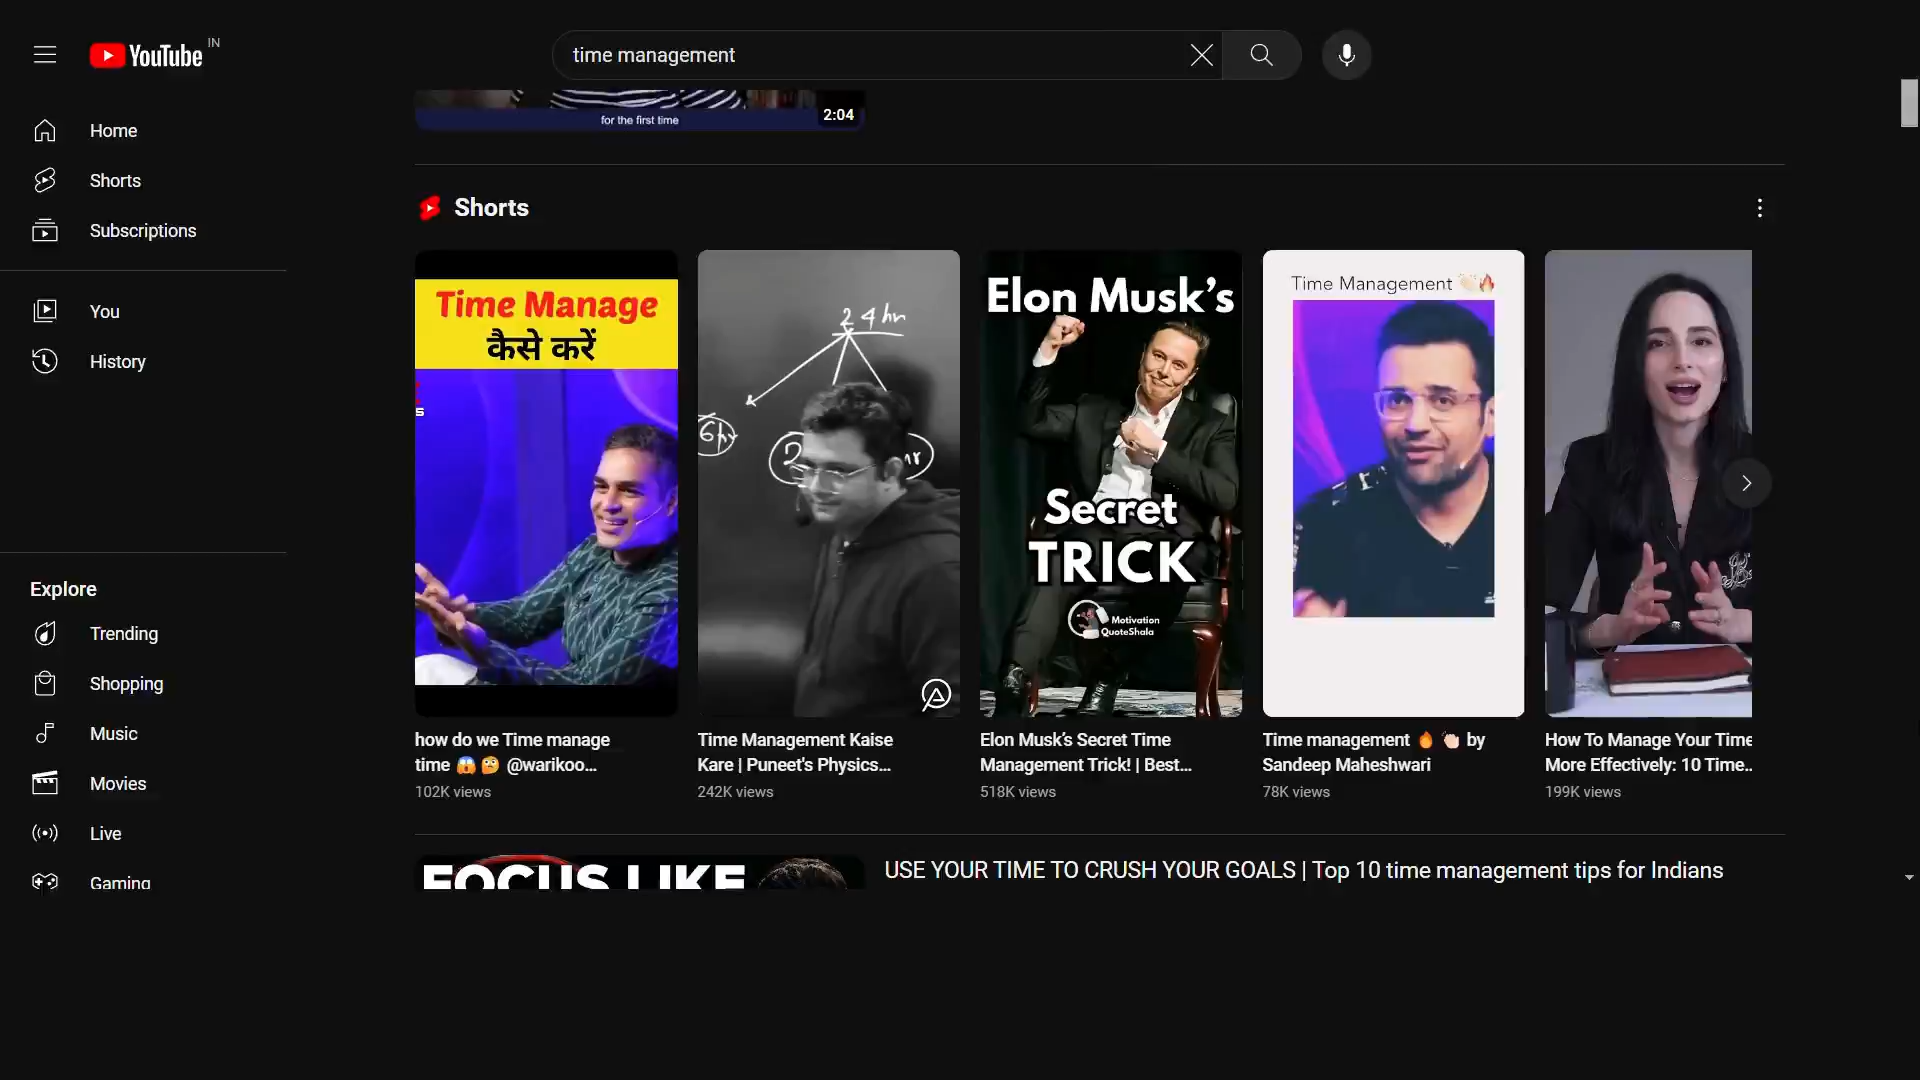 YouTube IN
time management
Home
Shorts
Subscriptions
You
History
Explore
Trending
Shopping
Music
Movies
Live
Gaming
for the first time
2:04
Shorts
Time Manage
कैसे करें
s
24 hr
6hr
Elon Musk's
Secret
TRICK
Motivation
QuoteShala
Time Management 👏🏻🔥
how do we Time manage
time 😱🤔 @warikoo...
102K views
Time Management Kaise
Kare | Puneet's Physics...
242K views
Elon Musk's Secret Time
Management Trick! | Best...
518K views
Time management 🔥 👏🏻 by
Sandeep Maheshwari
78K views
How To Manage Your Time
More Effectively: 10 Time..
199K views
FOCUS LIKE
USE YOUR TIME TO CRUSH YOUR GOALS | Top 10 time management tips for Indians